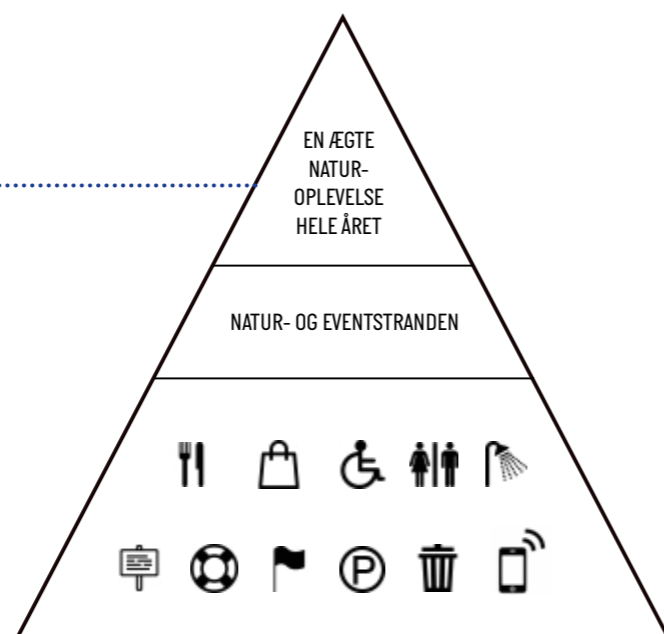 EN ÆGTE
NATUR-
OPLEVELSE
HELE ÅRET
NATUR- OG EVENTSTRANDEN
P